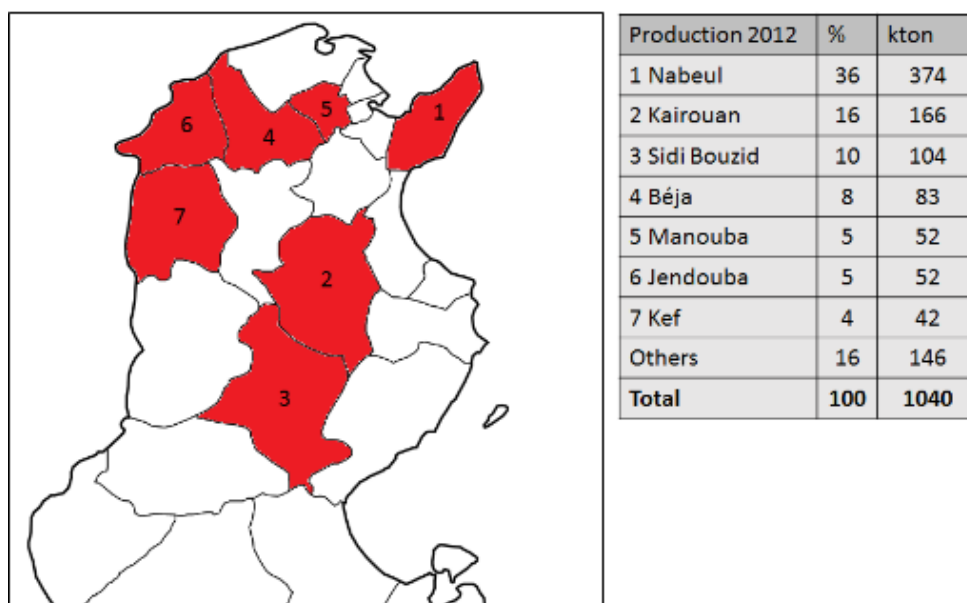 6
5
1
4
7
2
3
Production 2012 % kton
1 Nabeul 36 374
2 Kairouan 16 166
3 Sidi Bouzid 10 104
4 Béja 8 83
5 Manouba 5 52
6 Jendouba 5 52
7 Kef 4 42
Others 16 146
Total 100 1040